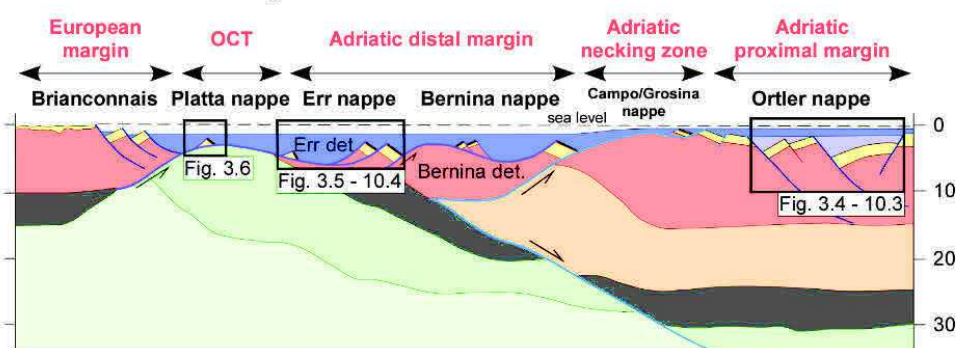 European
margin
OCT
Adriatic distal margin
Adriatic
necking zone
Adriatic
proximal margin
Brianconnais
Platta nappe
Err nappe
Bernina nappe
Campo/Grosina
nappe
Ortler nappe
sea level
0
Err det.
Bernina det.
Fig. 3.6
Fig. 3.5 - 10.4
10
Fig. 3.4 - 10.3
20
30